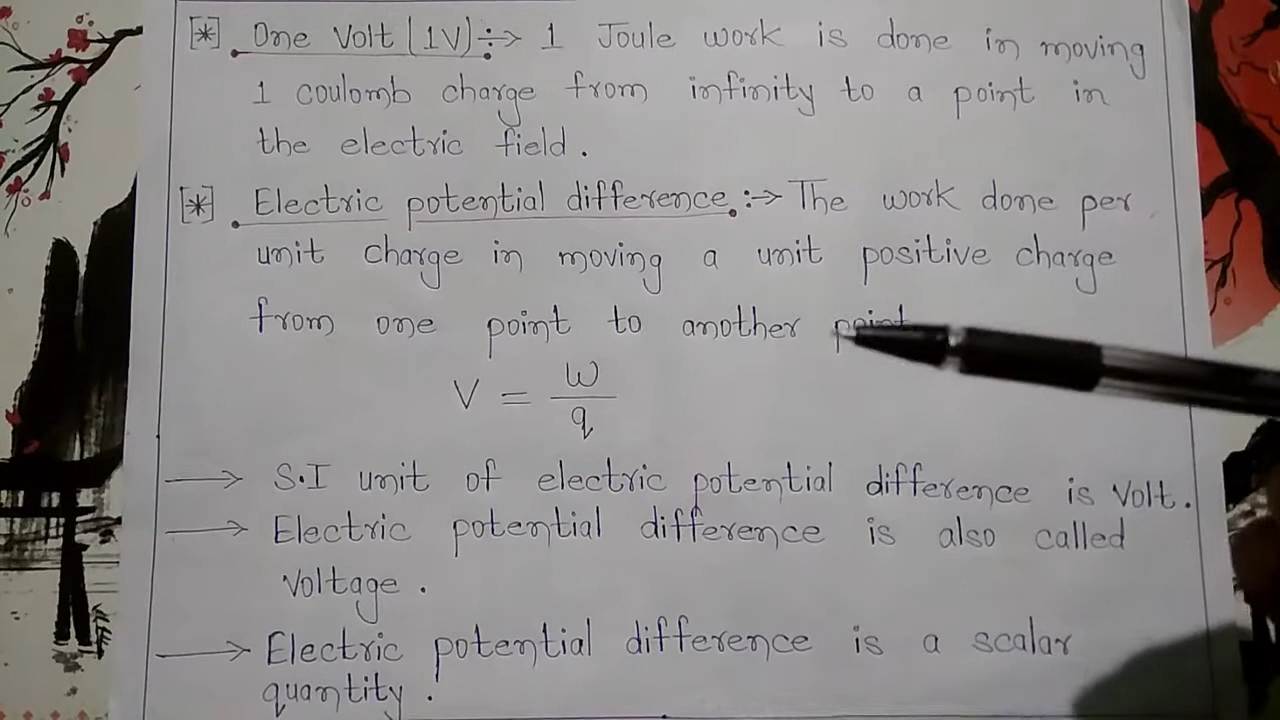 [*]. One Volt (1V) ÷> 1 Joule work is done in moving
1 coulomb charge from infinity to a point in
the electric field.
[*]. Electric potential difference :-> The work done per
unit charge in moving a unit positive charge
from one point to another point
V = W/q
→ S.I unit of electric potential difference is Volt.
→ Electric potential difference is also called
Voltage.
→ Electric potential difference is a scalar
quantity.